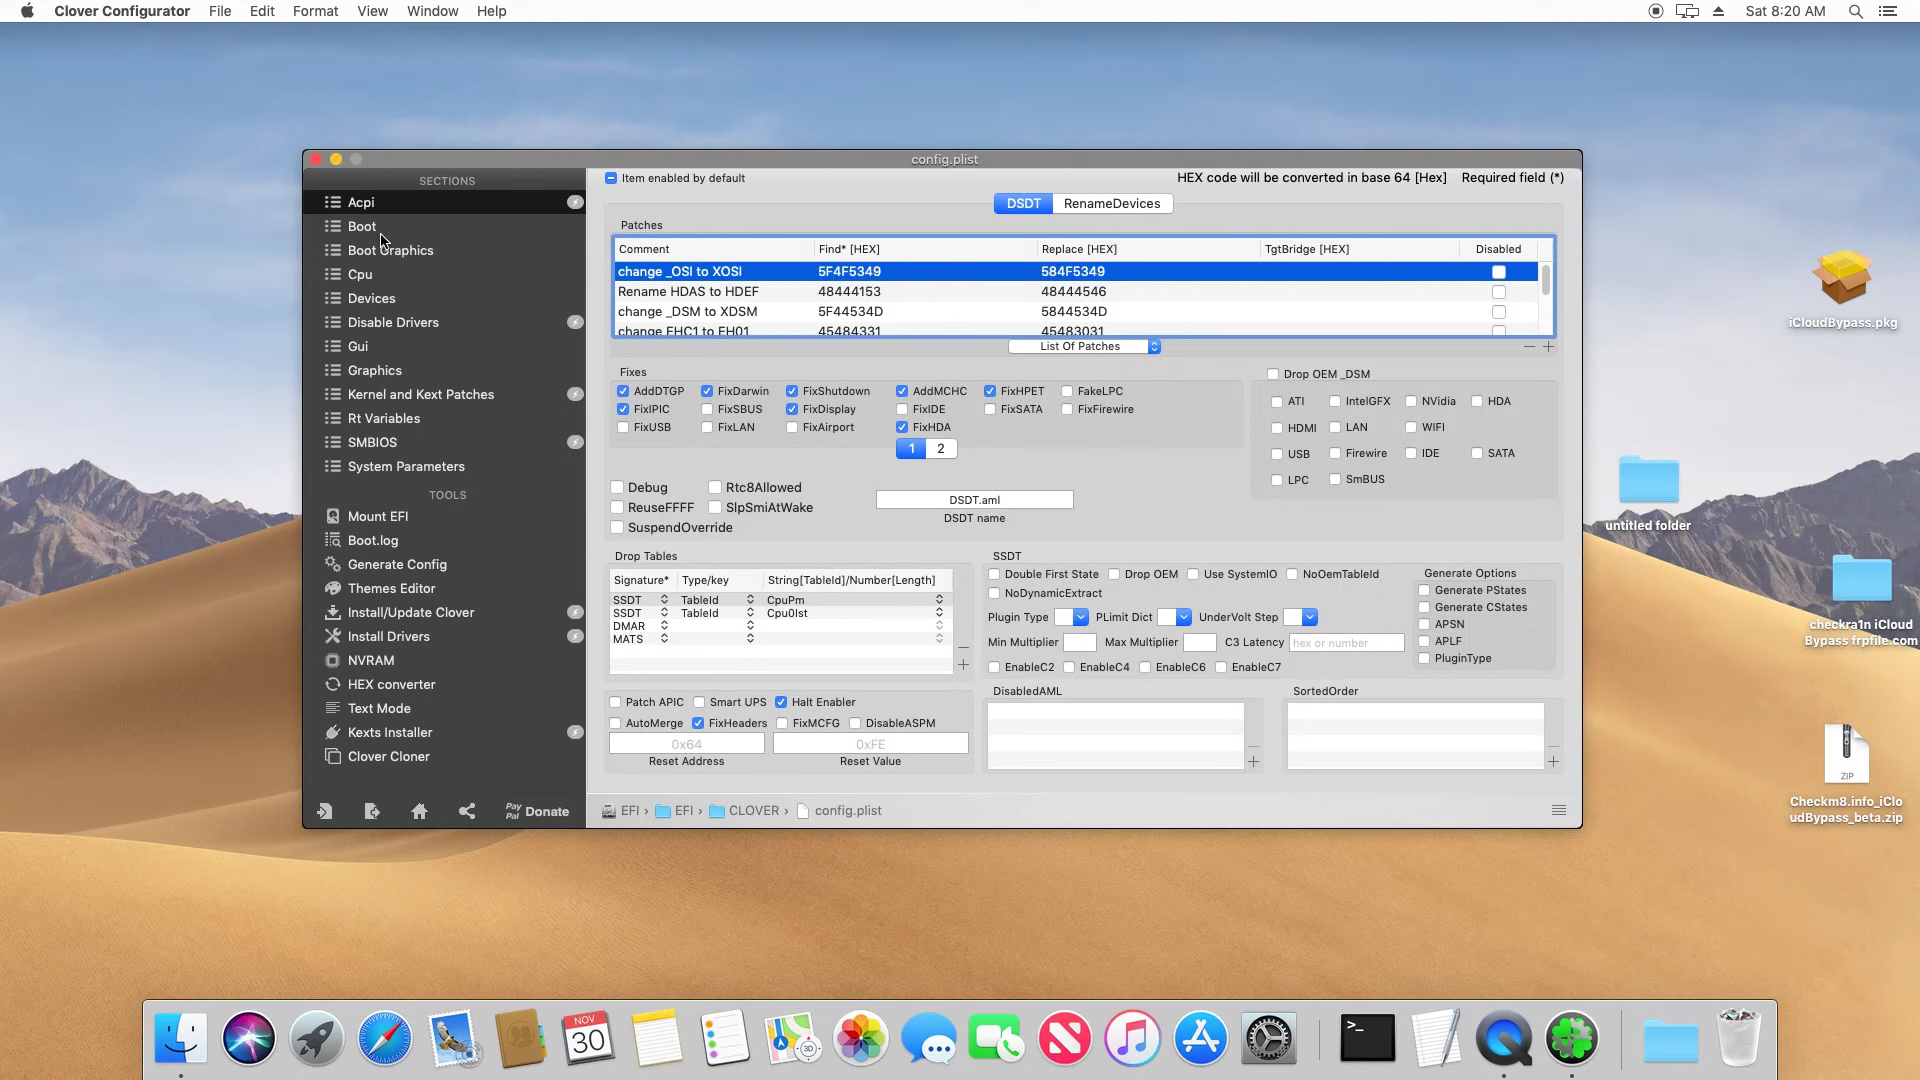 Clover Configurator File Edit Format View Window Help
Sat 8:20 AM
config.plist
SECTIONS
Acpi
Boot
Boot Graphics
Cpu
Devices
Disable Drivers
Gui
Graphics
Kernel and Kext Patches
Rt Variables
SMBIOS
System Parameters
TOOLS
Mount EFI
Boot.log
Generate Config
Themes Editor
Install/Update Clover
Install Drivers
NVRAM
HEX converter
Text Mode
Kexts Installer
Clover Cloner
Pay Pal Donate
Item enabled by default
HEX code will be converted in base 64 [Hex] Required field (*)
DSDT RenameDevices
Patches
Comment Find* [HEX] Replace [HEX] TgtBridge [HEX] Disabled
change _OSI to XOSI 5F4F5349 584F5349
Rename HDAS to HDEF 48444153 48444546
change _DSM to XDSM 5F44534D 5844534D
change EHC1 to EH01 45484331 45483031
List Of Patches
Fixes
AddDTGP FixDarwin FixShutdown AddMCHC FixHPET FakeLPC
FixIPIC FixSBUS FixDisplay FixIDE FixSATA FixFirewire
FixUSB FixLAN FixAirport FixHDA
1 2
Drop OEM _DSM
ATI IntelGFX NVidia HDA
HDMI LAN WIFI
USB Firewire IDE SATA
LPC SmBUS
Debug Rtc8Allowed
ReuseFFFF SlpSmiAtWake
SuspendOverride
DSDT.aml
DSDT name
Drop Tables
Signature* Type/key String[TableId]/Number[Length]
SSDT TableId CpuPm
SSDT TableId Cpu0Ist
DMAR
MATS
SSDT
Double First State Drop OEM Use SystemIO NoOemTableId
NoDynamicExtract
Plugin Type PLimit Dict UnderVolt Step
Min Multiplier Max Multiplier C3 Latency hex or number
EnableC2 EnableC4 EnableC6 EnableC7
Generate Options
Generate PStates
Generate CStates
APSN
APLF
PluginType
Patch APIC Smart UPS Halt Enabler
AutoMerge FixHeaders FixMCFG DisableASPM
0x64 0xFE
Reset Address Reset Value
DisabledAML
SortedOrder
EFI › EFI › CLOVER › config.plist
iCloudBypass.pkg
untitled folder
checkra1n iCloud
Bypass frpfile.com
ZIP
Checkm8.info_iClo
udBypass_beta.zip
NOV
30
3D
>_